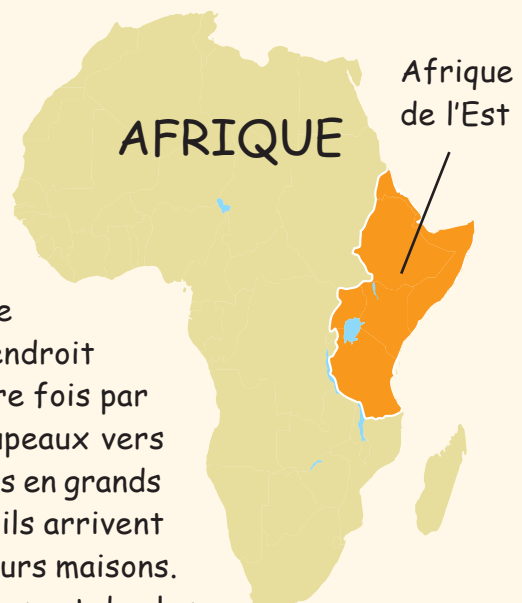 Afrique
de l'Est
AFRIQUE
e
endroit
re fois par
upeaux vers
s en grands
ils arrivent
urs maisons.